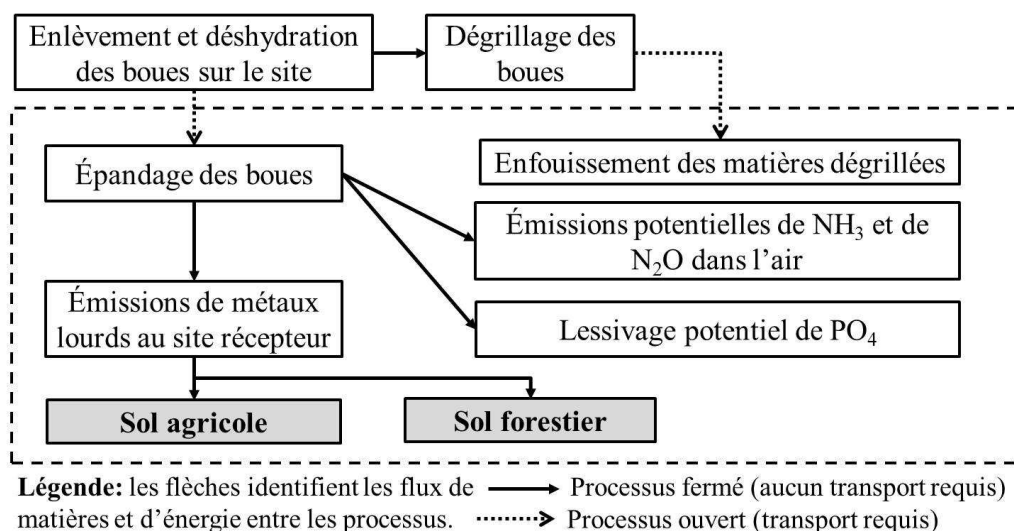 Enlèvement et déshydration
des boues sur le site
Dégrillage des
boues
Épandage des boues
Enfouissement des matières dégrillées
Émissions potentielles de NH₃ et de
N₂O dans l’air
Émissions de métaux
lourds au site récepteur
Lessivage potentiel de PO₄
Sol agricole
Sol forestier
Légende: les flèches identifient les flux de
matières et d’énergie entre les processus.
Processus fermé (aucun transport requis)
Processus ouvert (transport requis)